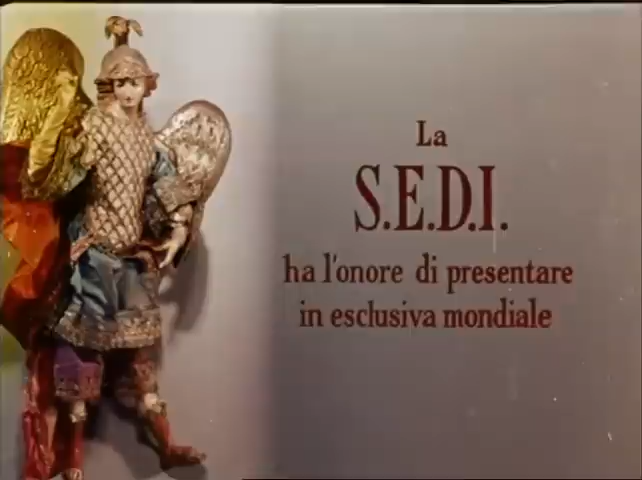 La
S.E.D.I.
ha l'onore di presentare
in esclusiva mondiale